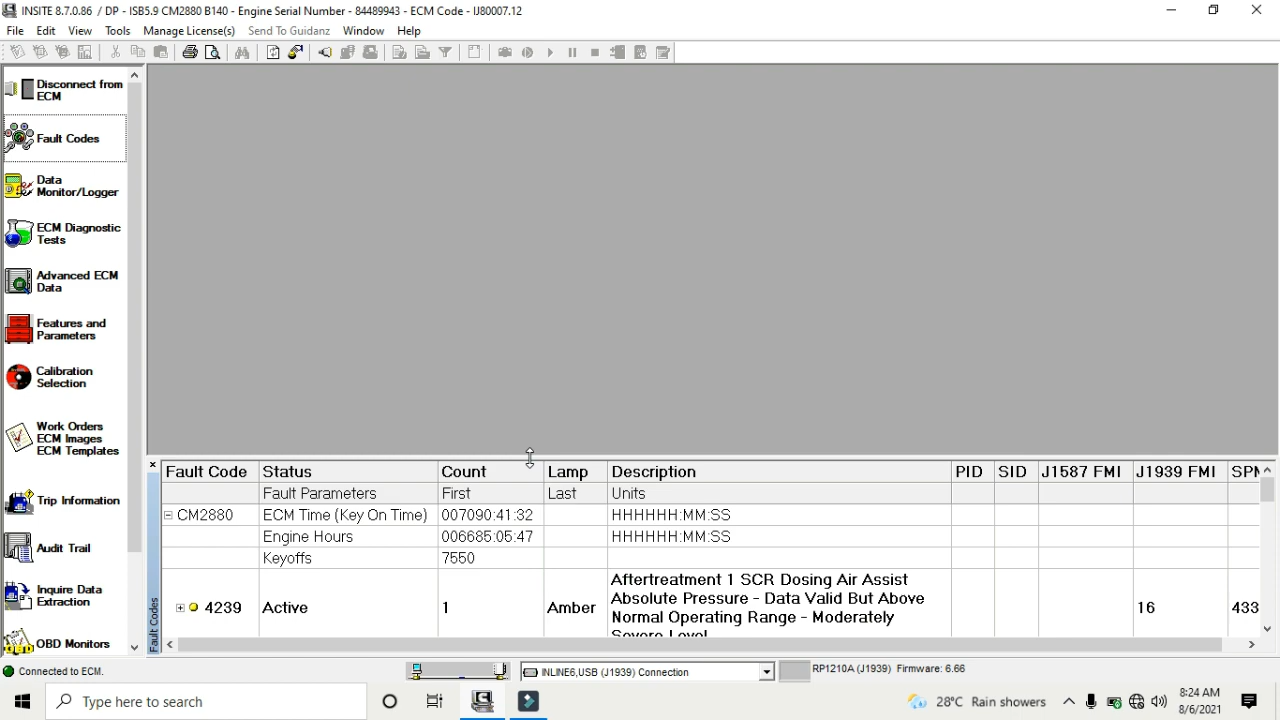 INSITE 8.7.0.86 / DP - ISB5.9 CM2880 B140 - Engine Serial Number - 84489943 - ECM Code - IJ80007.12
File Edit View Tools Manage License(s) Send To Guidanz Window Help
Disconnect from
ECM
Fault Codes
Data
Monitor/Logger
ECM Diagnostic
Tests
Advanced ECM
Data
Features and
Parameters
Calibration
Selection
Work Orders
ECM Images
ECM Templates
Trip Information
Audit Trail
Inquire Data
Extraction
OBD Monitors
Fault Codes
Fault Code Status Count Lamp Description PID SID J1587 FMI J1939 FMI SPN
Fault Parameters First Last Units
CM2880 ECM Time (Key On Time) 007090:41:32 HHHHHH:MM:SS
Engine Hours 006685:05:47 HHHHHH:MM:SS
Keyoffs 7550
4239 Active 1 Amber Aftertreatment 1 SCR Dosing Air Assist
Absolute Pressure - Data Valid But Above
Normal Operating Range - Moderately
Severe Level
16 433
Connected to ECM. INLINE6,USB (J1939) Connection RP1210A (J1939) Firmware: 6.66
Type here to search 28°C Rain showers 8:24 AM
8/6/2021